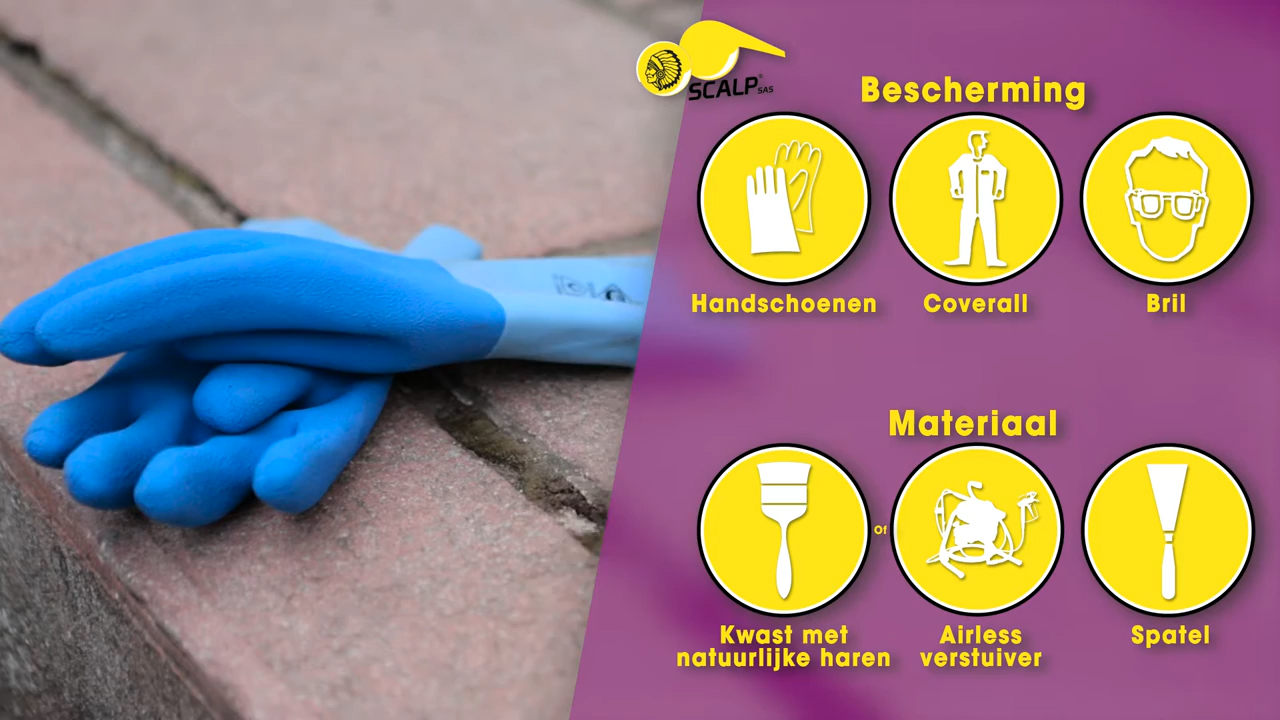 SCALP® SAS
Bescherming
Handschoenen
Coverall
Bril
Materiaal
of
Kwast met
natuurlijke haren
Airless
verstuiver
Spatel